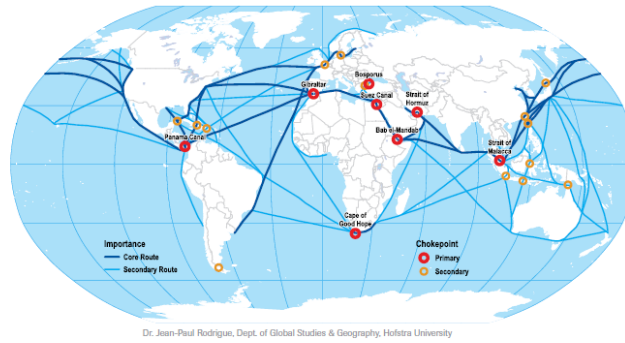 Bosporus
Gibraltar
Suez Canal
Strait of
Hormuz
Panama Canal
Bab el-Mandab
Strait of
Malacca
Cape of
Good Hope
Importance
Core Route
Secondary Route
Chokepoint
Primary
Secondary
Dr. Jean-Paul Rodrigue, Dept. of Global Studies & Geography, Hofstra University